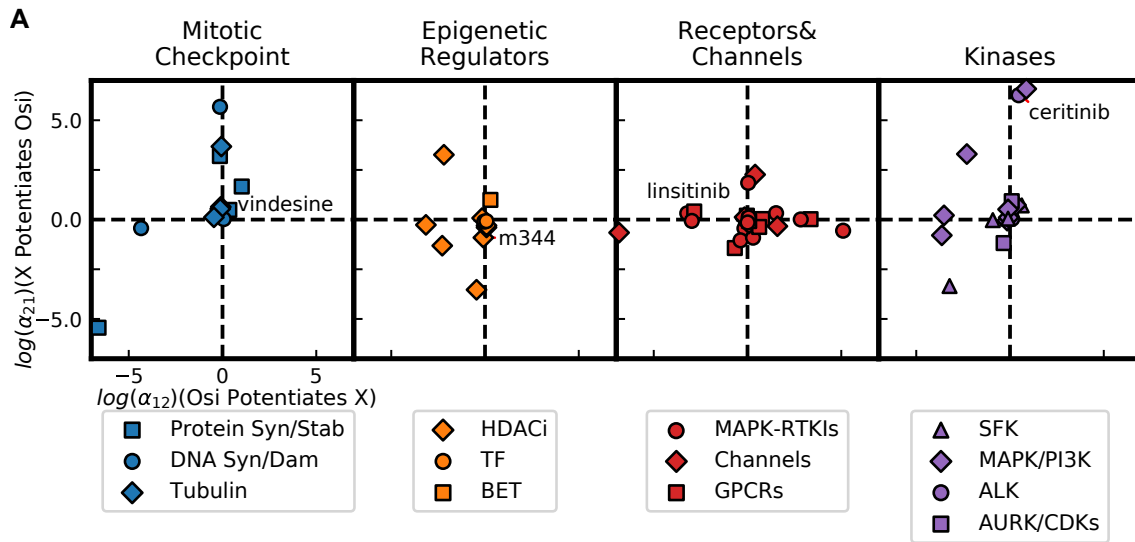 A
Mitotic
Checkpoint
Epigenetic
Regulators
Receptors&
Channels
Kinases
log(α21)(X Potentiates Osi)
5.0
0.0
−5.0
vindesine
m344
linsitinib
ceritinib
−5 0 5
log(α12)(Osi Potentiates X)
Protein Syn/Stab
DNA Syn/Dam
Tubulin
HDACi
TF
BET
MAPK-RTKIs
Channels
GPCRs
SFK
MAPK/PI3K
ALK
AURK/CDKs